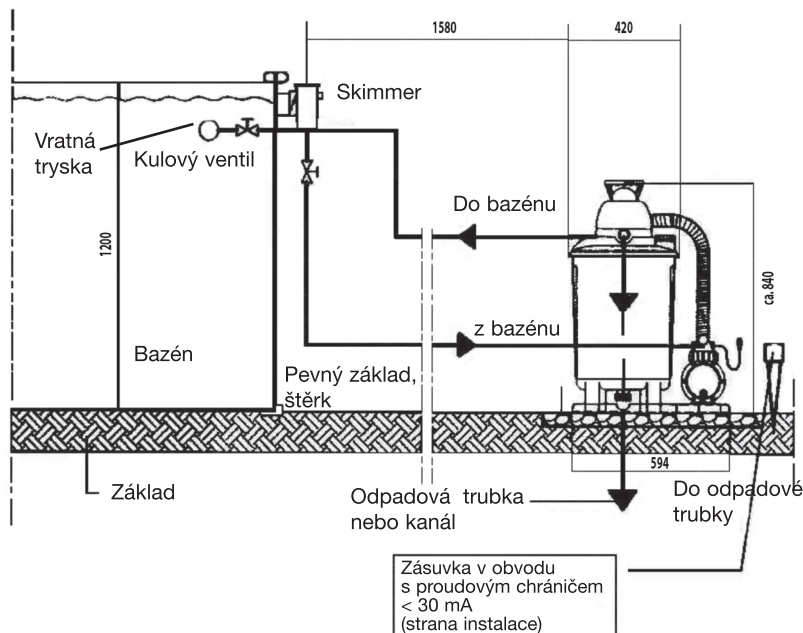 1580
420
Skimmer
Vratná
tryska
Kulový ventil
Do bazénu
1200
ca.840
z bazénu
Bazén
Pevný základ,
štěrk
594
Základ
Odpadová trubka
nebo kanál
Do odpadové
trubky
Zásuvka v obvodu
s proudovým chráničem
< 30 mA
(strana instalace)